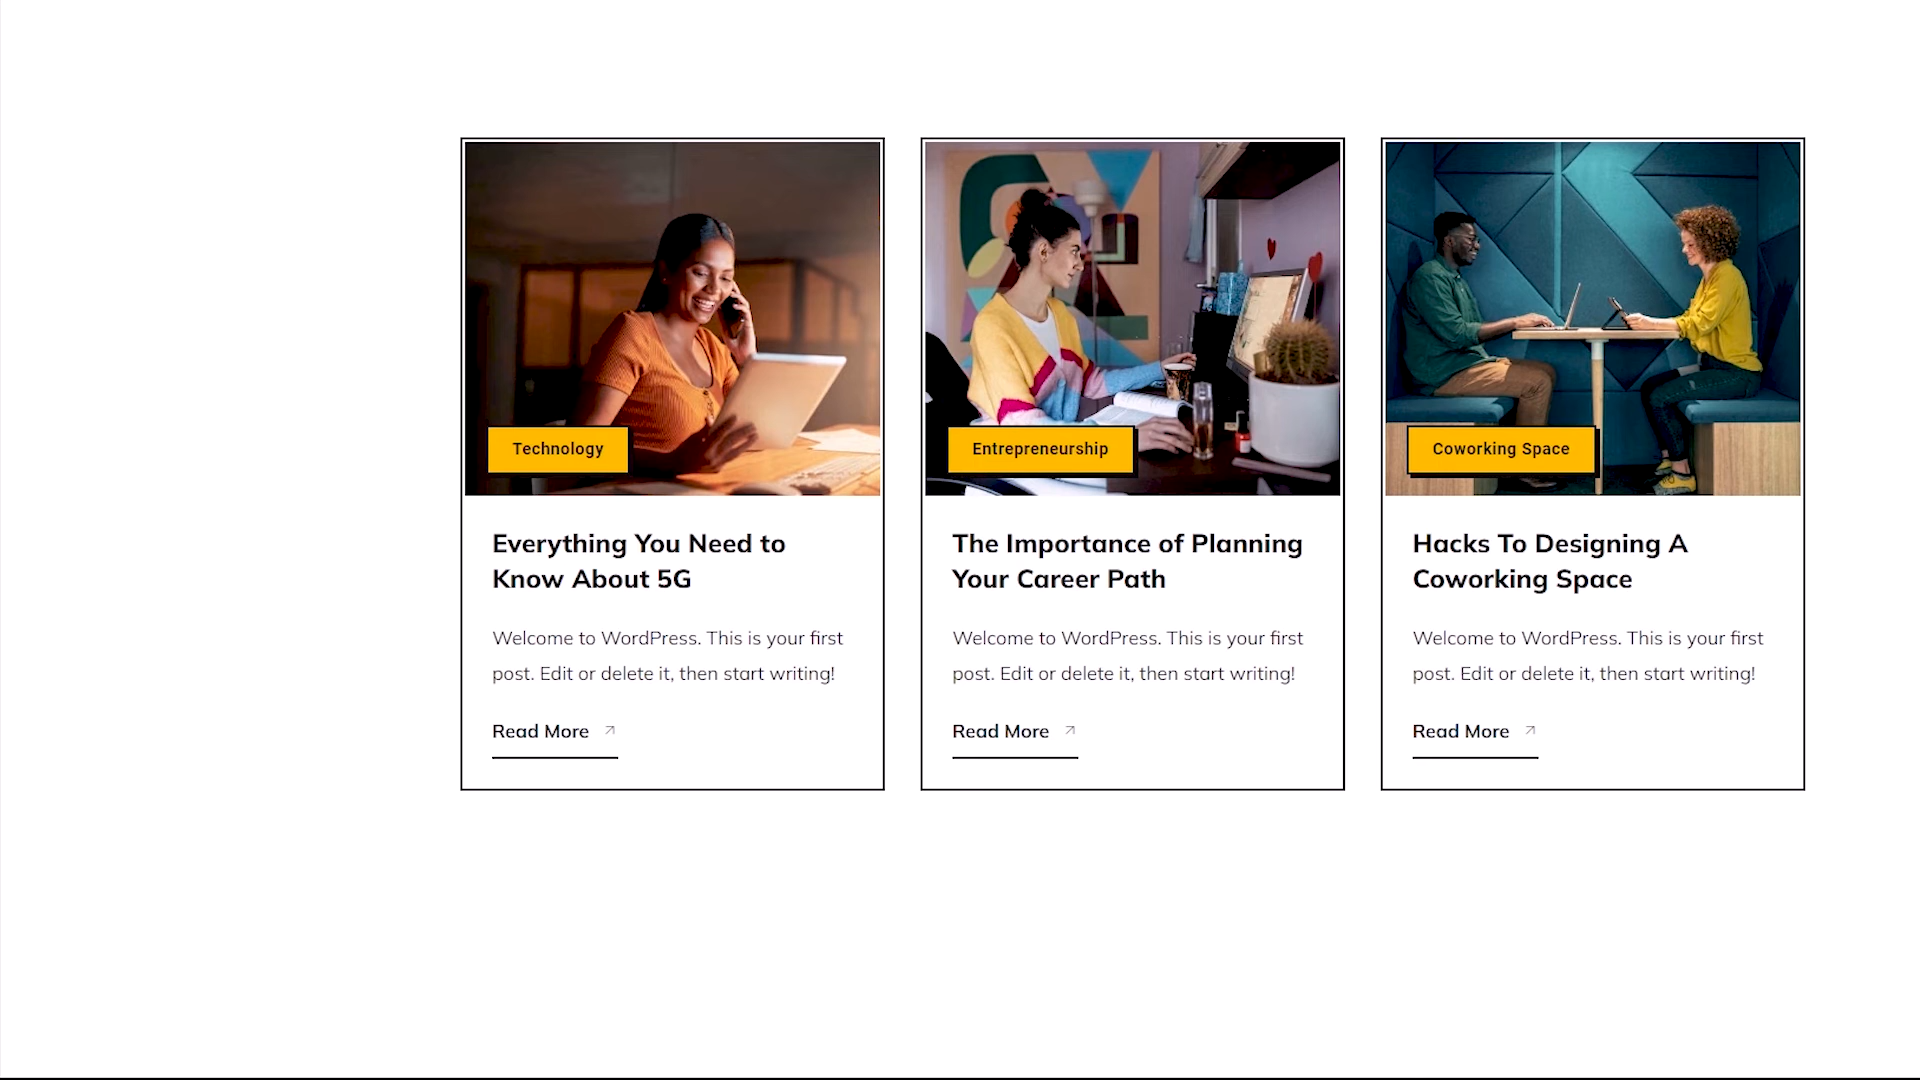 Technology
Everything You Need to
Know About 5G
Welcome to WordPress. This is your first
post. Edit or delete it, then start writing!
Read More
Entrepreneurship
The Importance of Planning
Your Career Path
Welcome to WordPress. This is your first
post. Edit or delete it, then start writing!
Read More
Coworking Space
Hacks To Designing A
Coworking Space
Welcome to WordPress. This is your first
post. Edit or delete it, then start writing!
Read More